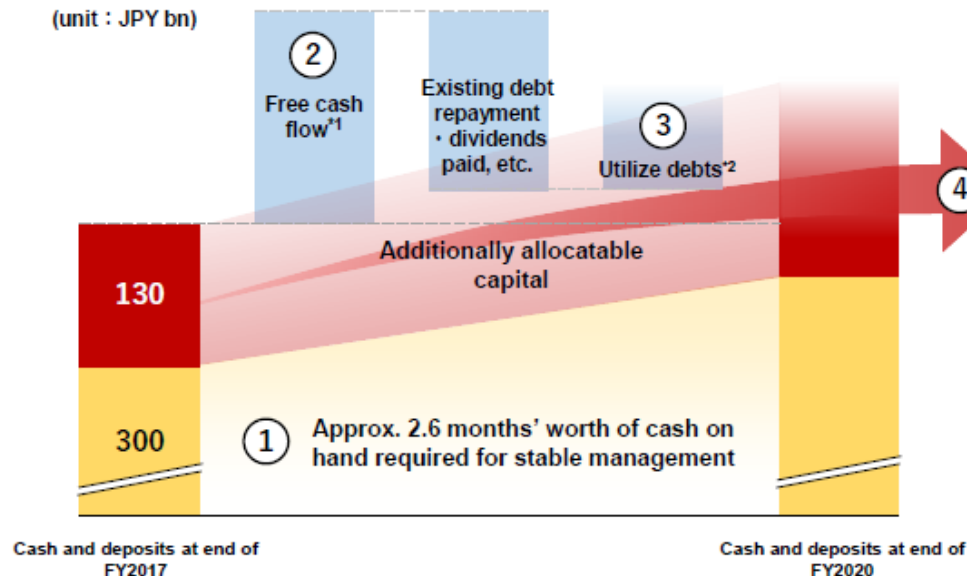 (unit：JPY bn)
②
Free cash
flow*1
Existing debt
repayment
・dividends
paid, etc.
③
Utilize debts*2
④
Additionally allocatable
capital
130
300
①
Approx. 2.6 months' worth of cash on
hand required for stable management
Cash and deposits at end of
FY2017
Cash and deposits at end of
FY2020